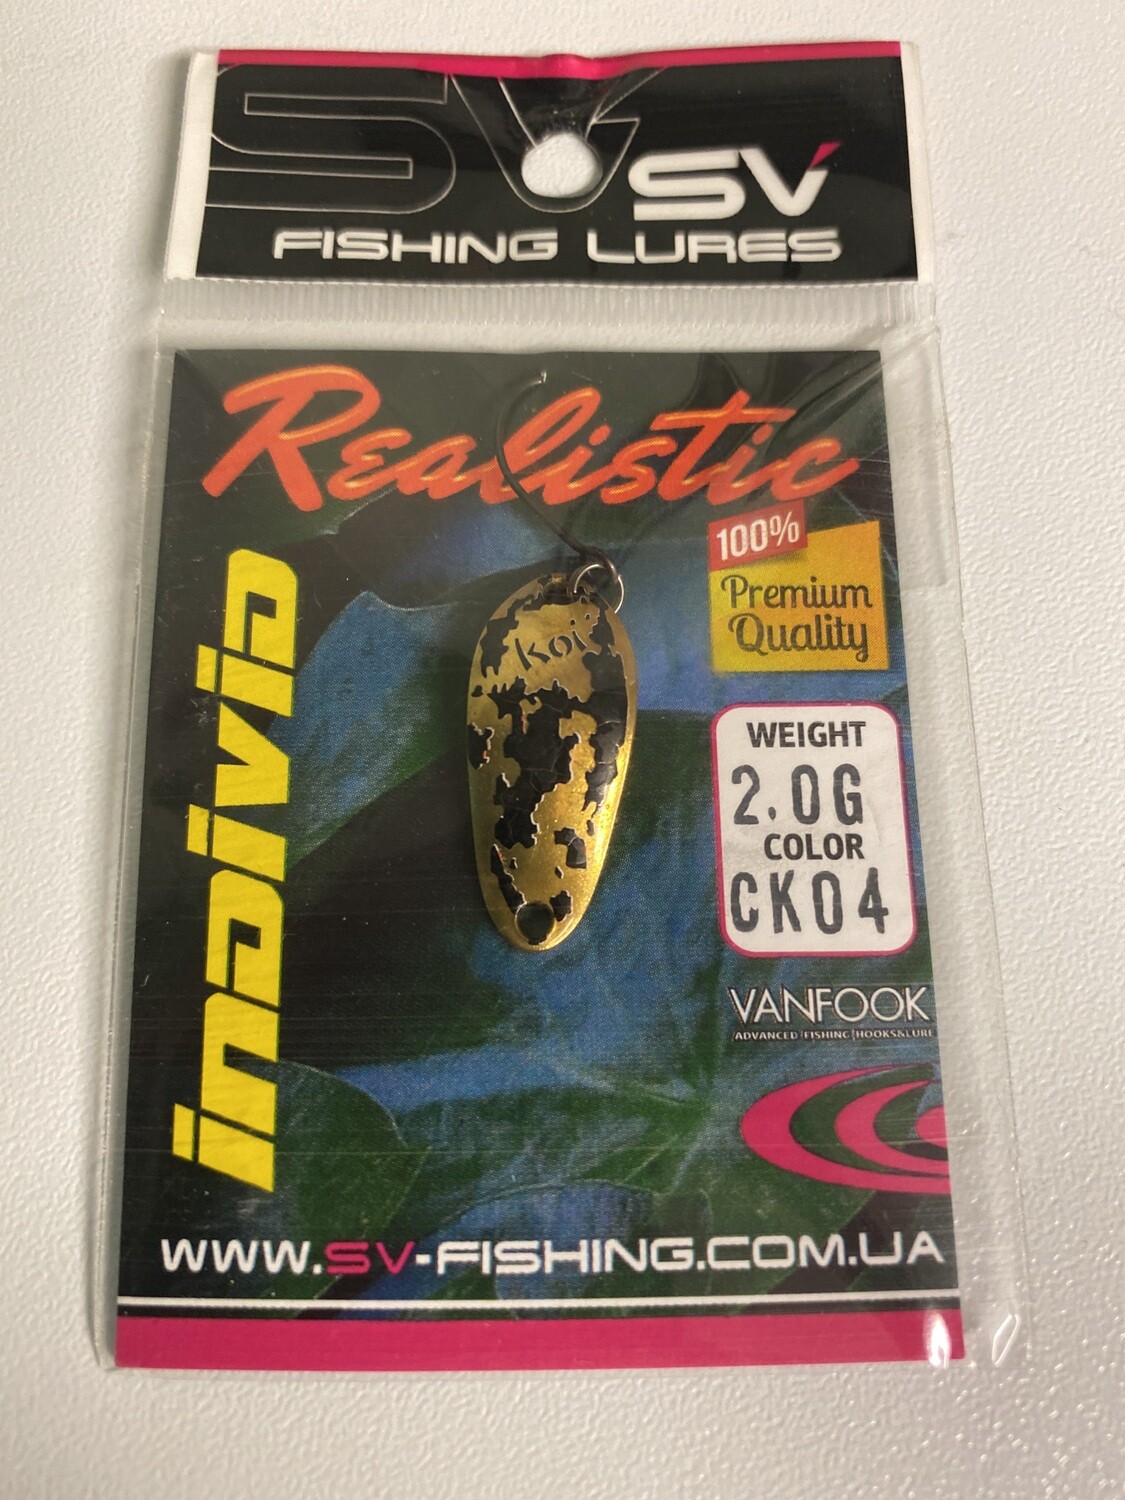 SV
SV
FISHING LURES
Realistic
100%
Premium
Quality
inDiviD
koi
WEIGHT
2.0G
COLOR
CK04
VANFOOK
ADVANCED FISHING HOOKS&LURE
WWW.SV-FISHING.COM.UA